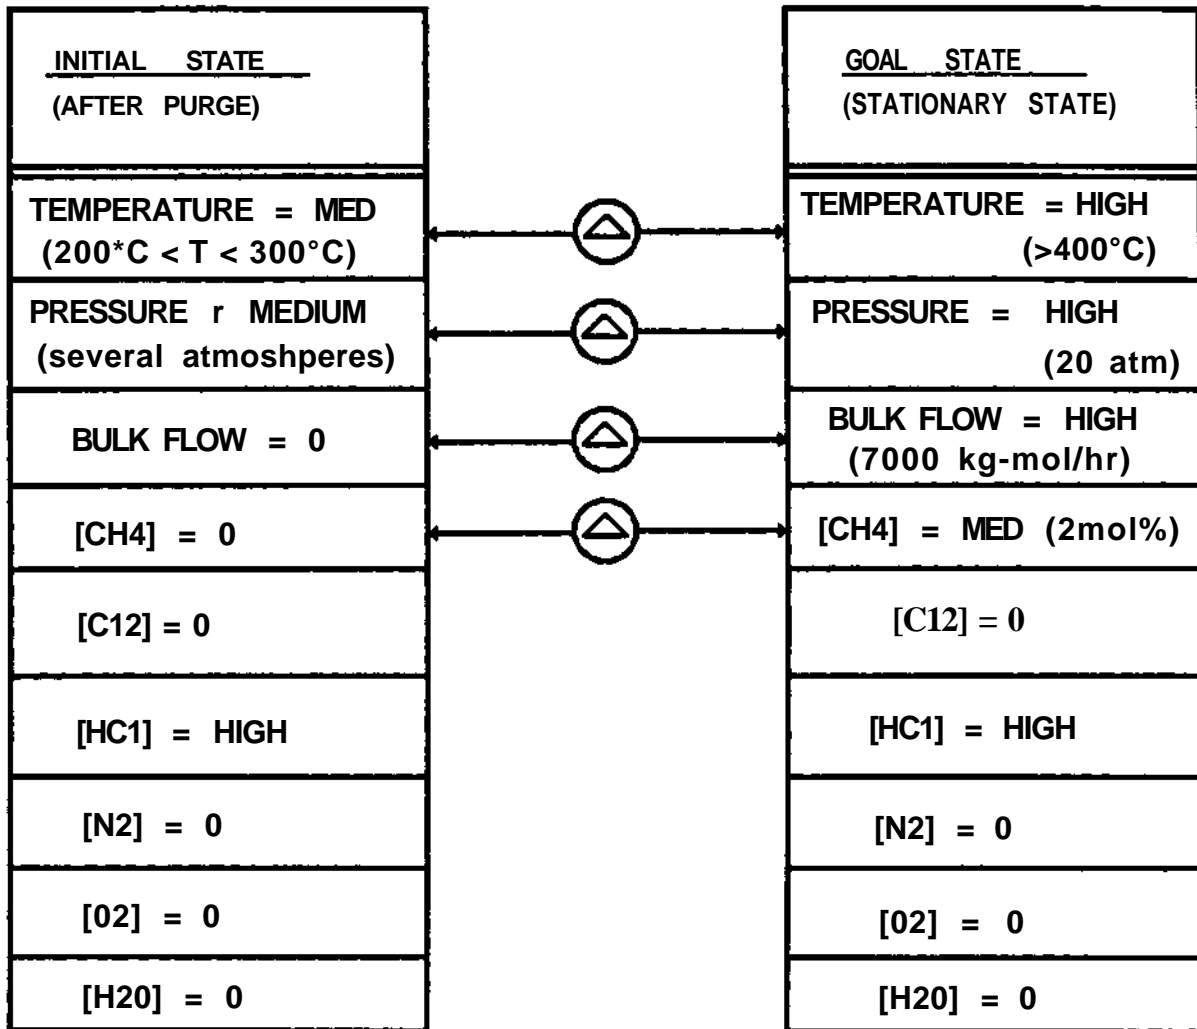 INITIAL STATE
(AFTER PURGE)
TEMPERATURE = MED
(200*C < T < 300°C)
PRESSURE r MEDIUM
(several atmoshperes)
BULK FLOW = 0
[CH4] = 0
[C12] = 0
[HC1] = HIGH
[N2] = 0
[02] = 0
[H20] = 0
GOAL STATE
(STATIONARY STATE)
TEMPERATURE = HIGH
(>400°C)
PRESSURE = HIGH
(20 atm)
BULK FLOW = HIGH
(7000 kg-mol/hr)
[CH4] = MED (2mol%)
[C12] = 0
[HC1] = HIGH
[N2] = 0
[02] = 0
[H20] = 0